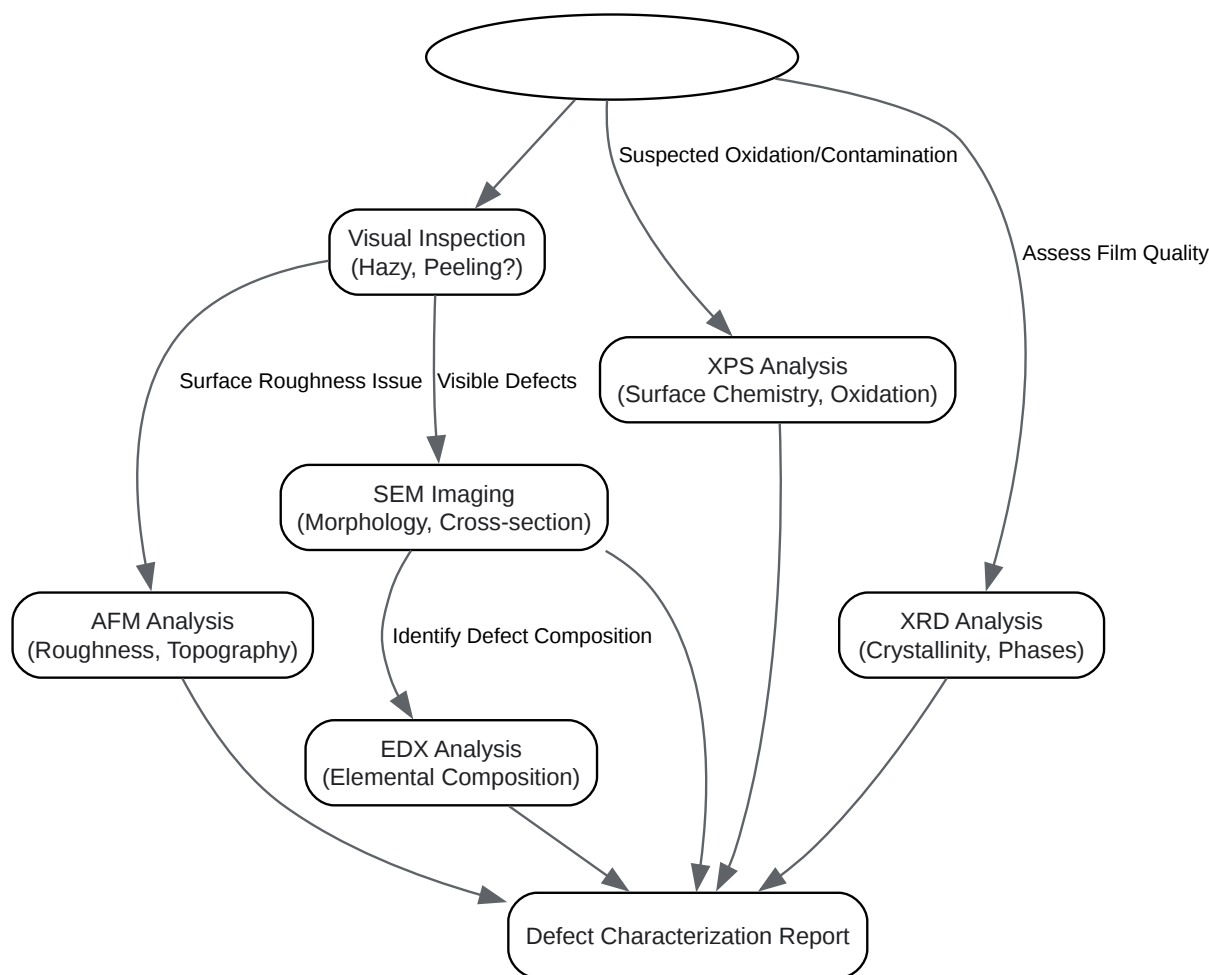 Suspected Oxidation/Contamination
Visual Inspection
(Hazy, Peeling?)
Assess Film Quality
Surface Roughness Issue
Visible Defects
XPS Analysis
(Surface Chemistry, Oxidation)
SEM Imaging
(Morphology, Cross-section)
AFM Analysis
(Roughness, Topography)
Identify Defect Composition
XRD Analysis
(Crystallinity, Phases)
EDX Analysis
(Elemental Composition)
Defect Characterization Report